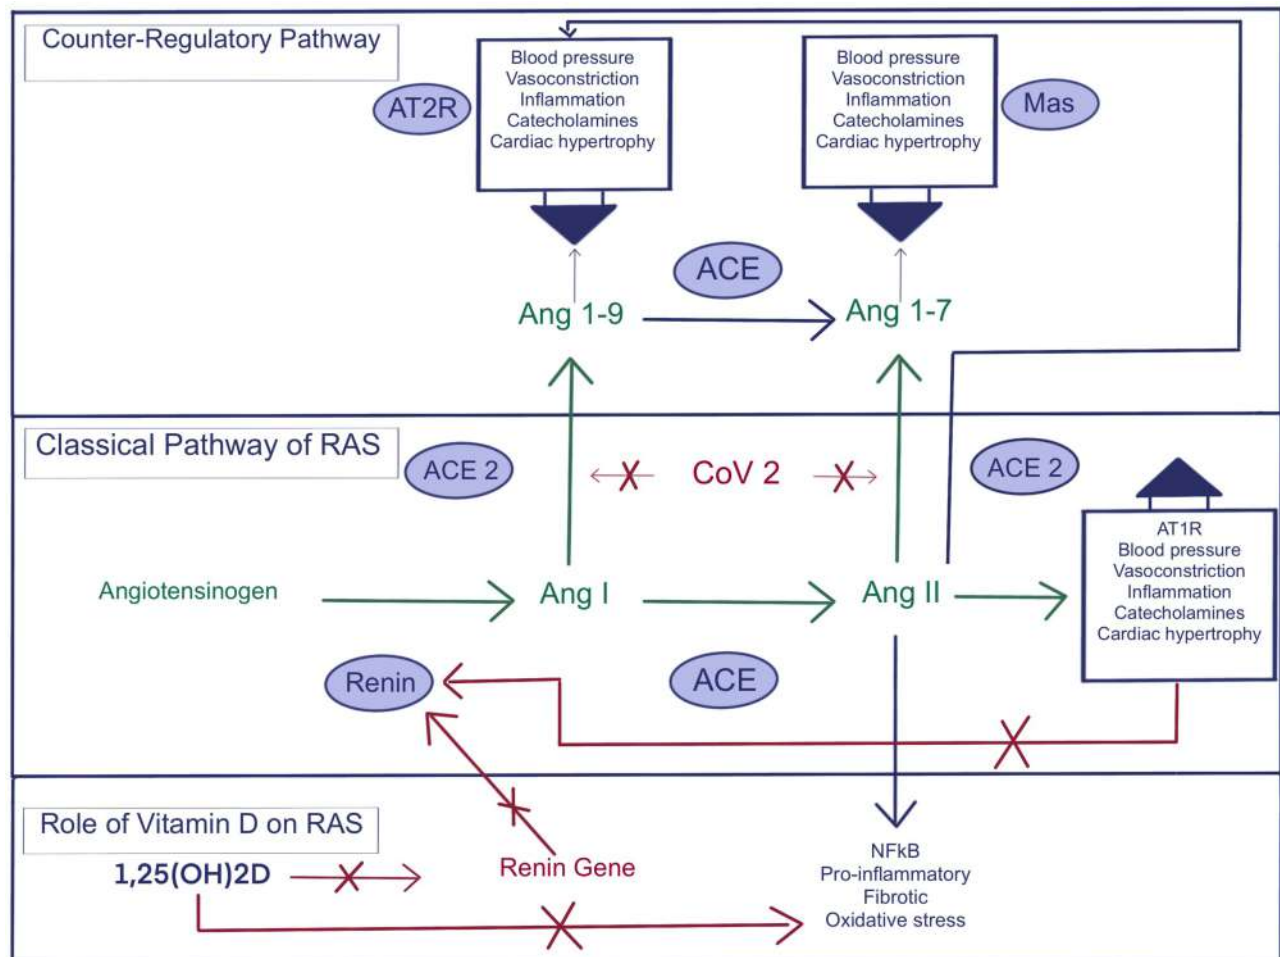 Counter-Regulatory Pathway
AT2R
Blood pressure
Vasoconstriction
Inflammation
Catecholamines
Cardiac hypertrophy
Blood pressure
Vasoconstriction
Inflammation
Catecholamines
Cardiac hypertrophy
Mas
ACE
Ang 1-9
Ang 1-7
Classical Pathway of RAS
ACE 2
CoV 2
ACE 2
AT1R
Blood pressure
Vasoconstriction
Inflammation
Catecholamines
Cardiac hypertrophy
Angiotensinogen
Ang I
Ang II
Renin
ACE
Role of Vitamin D on RAS
1,25(OH)2D
Renin Gene
NFkB
Pro-inflammatory
Fibrotic
Oxidative stress